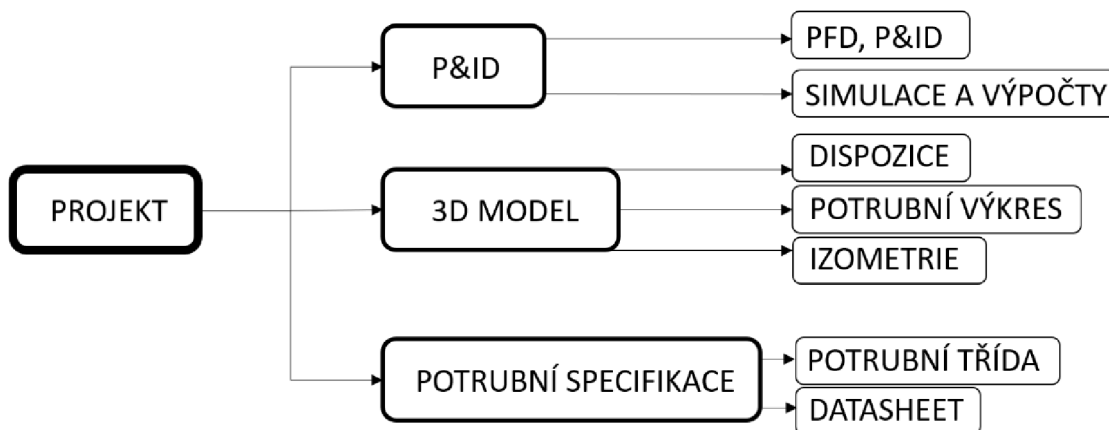 PROJEKT
P&ID
PFD, P&ID
SIMULACE A VÝPOČTY
3D MODEL
DISPOZICE
POTRUBNÍ VÝKRES
IZOMETRIE
POTRUBNÍ SPECIFIKACE
POTRUBNÍ TŘÍDA
DATASHEET